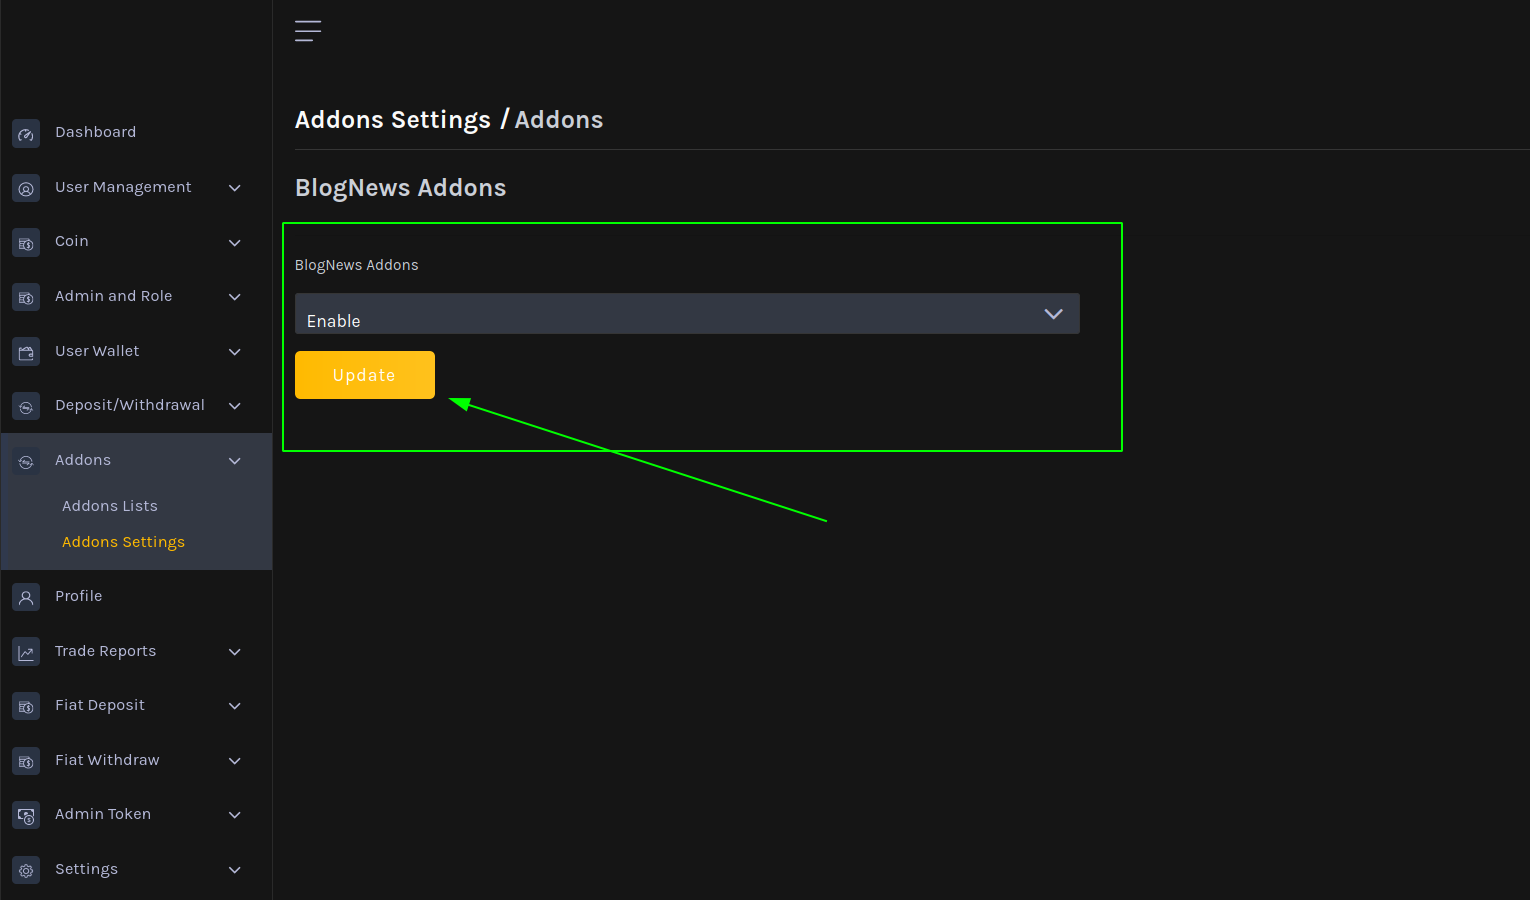 Dashboard
User Management
Coin
Admin and Role
User Wallet
Deposit/Withdrawal
Addons
Addons Lists
Addons Settings
Profile
Trade Reports
Fiat Deposit
Fiat Withdraw
Admin Token
Settings
Addons Settings / Addons
BlogNews Addons
BlogNews Addons
Enable
Update